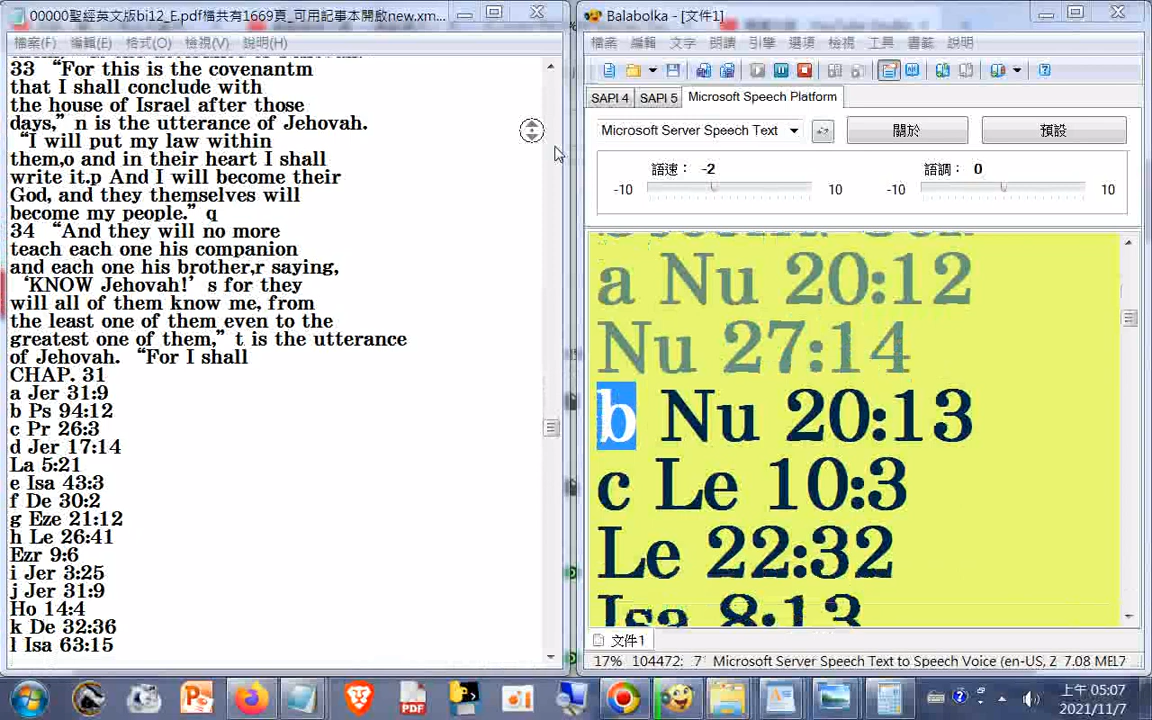 00000聖經英文版bi12_E.pdf檔共有1669頁_可用記事本開啟new.xm...
檔案(F) 編輯(E) 格式(O) 檢視(V) 說明(H)
33 “For this is the covenantm
that I shall conclude with
the house of Israel after those
days,” n is the utterance of Jehovah.
“I will put my law within
them,o and in their heart I shall
write it.p And I will become their
God, and they themselves will
become my people.” q
34 “And they will no more
teach each one his companion
and each one his brother,r saying,
‘KNOW Jehovah!’ s for they
will all of them know me, from
the least one of them even to the
greatest one of them,” t is the utterance
of Jehovah. “For I shall
CHAP. 31
a Jer 31:9
b Ps 94:12
c Pr 26:3
d Jer 17:14
La 5:21
e Isa 43:3
f De 30:2
g Eze 21:12
h Le 26:41
Ezr 9:6
i Jer 3:25
j Jer 31:9
Ho 14:4
k De 32:36
l Isa 63:15
Balabolka - [文件1]
檔案 編輯 文字 朗讀 引擎 選項 檢視 工具 書籤 說明
SAPI 4 SAPI 5 Microsoft Speech Platform
Microsoft Server Speech Text 關於 預設
語速: -2 語調: 0
-10 10 -10 10
a Nu 20:12
Nu 27:14
b Nu 20:13
c Le 10:3
Le 22:32
Isa 8:13
文件1
17% 104472: 7 Microsoft Server Speech Text to Speech Voice (en-US, Z 7.08 МЕL7
PDF
上午 05:07
2021/11/7